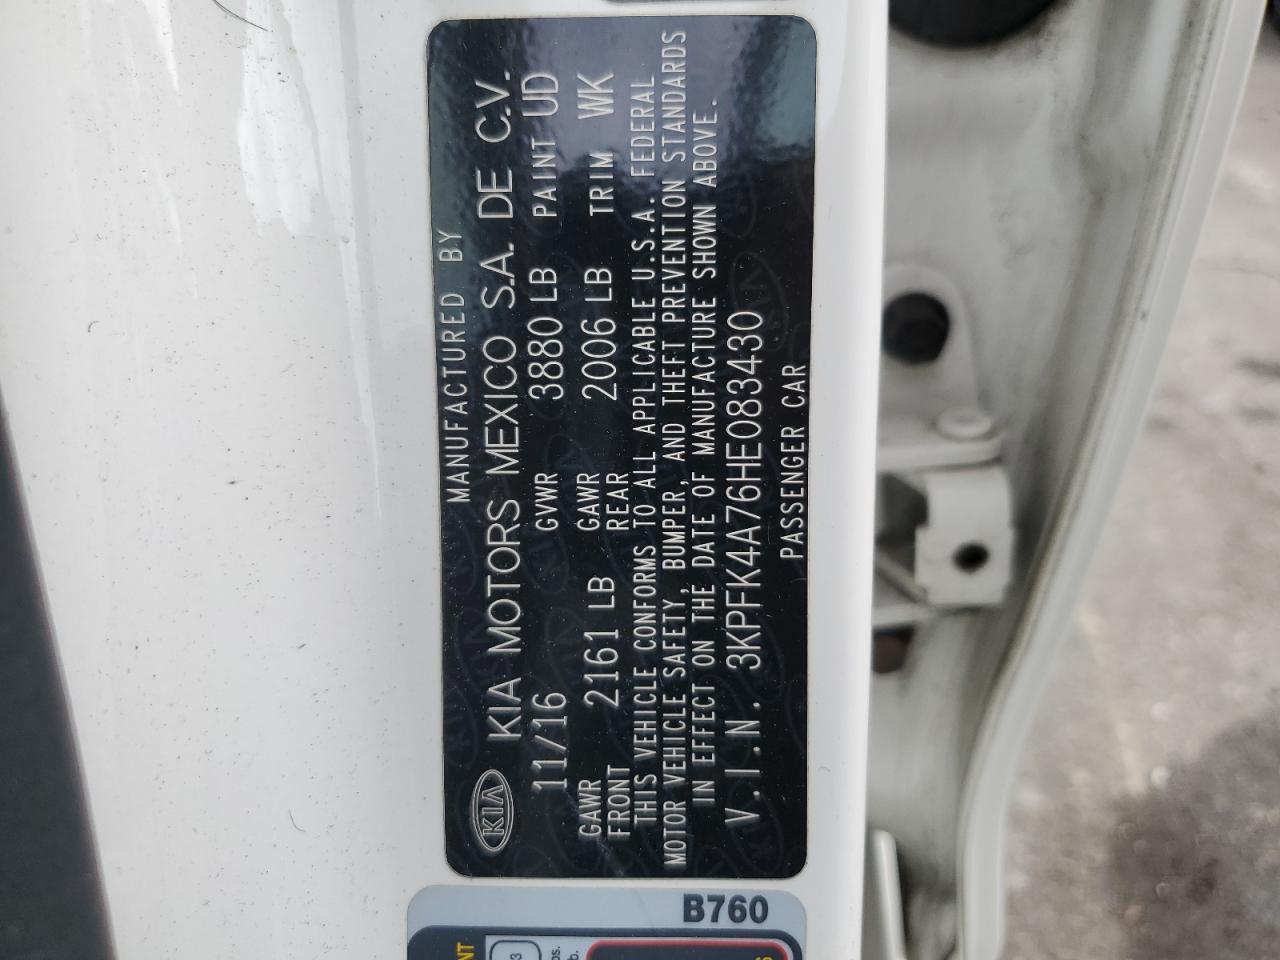 MANUFACTURED BY
KIA KIA MOTORS MEXICO S.A. DE C.V.
11/16 GVWR 3880 LB PAINT UD
GAWR FRONT 2161 LB GAWR REAR 2006 LB TRIM WK
THIS VEHICLE CONFORMS TO ALL APPLICABLE U.S.A. FEDERAL
MOTOR VEHICLE SAFETY, BUMPER, AND THEFT PREVENTION STANDARDS
IN EFFECT ON THE DATE OF MANUFACTURE SHOWN ABOVE.
V.I.N. 3KPFK4A76HE083430
PASSENGER CAR
B760